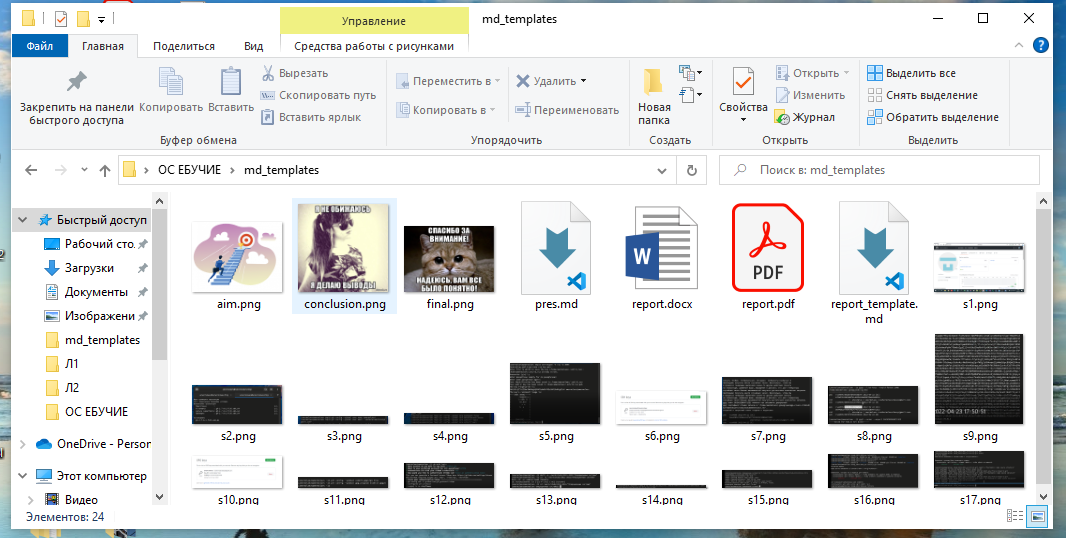 Управление
md_templates
Файл
Главная
Поделиться
Вид
Средства работы с рисунками
Закрепить на панели
быстрого доступа
Копировать
Вставить
Вырезать
Скопировать путь
Вставить ярлык
Буфер обмена
Переместить в
Копировать в
Удалить
Переименовать
Упорядочить
Новая
папка
Создать
Свойства
Открыть
Изменить
Журнал
Открыть
Выделить все
Снять выделение
Обратить выделение
Выделить
ОС ЕБУЧИЕ
md_templates
Поиск в: md_templates
Быстрый доступ
Рабочий сто.
Загрузки
Документы
Изображени
md_templates
Л1
Л2
ОС ЕБУЧИЕ
OneDrive - Person
Этот компьютер
Видео
Я НЕ ОБИЖАЮСЬ
Я ДЕЛАЮ ВЫВОДЫ
СПАСИБО ЗА
ВНИМАНИЕ!
НАДЕЮСЬ, ВАМ ВСЕ
БЫЛО ПОНЯТНО!
W
PDF
aim.png
conclusion.png
final.png
pres.md
report.docx
report.pdf
report_template.
md
s1.png
2022-04-23 17-50-51
s2.png
s3.png
s4.png
s5.png
s6.png
s7.png
s8.png
s9.png
s10.png
s11.png
s12.png
s13.png
s14.png
s15.png
s16.png
s17.png
Элементов: 24